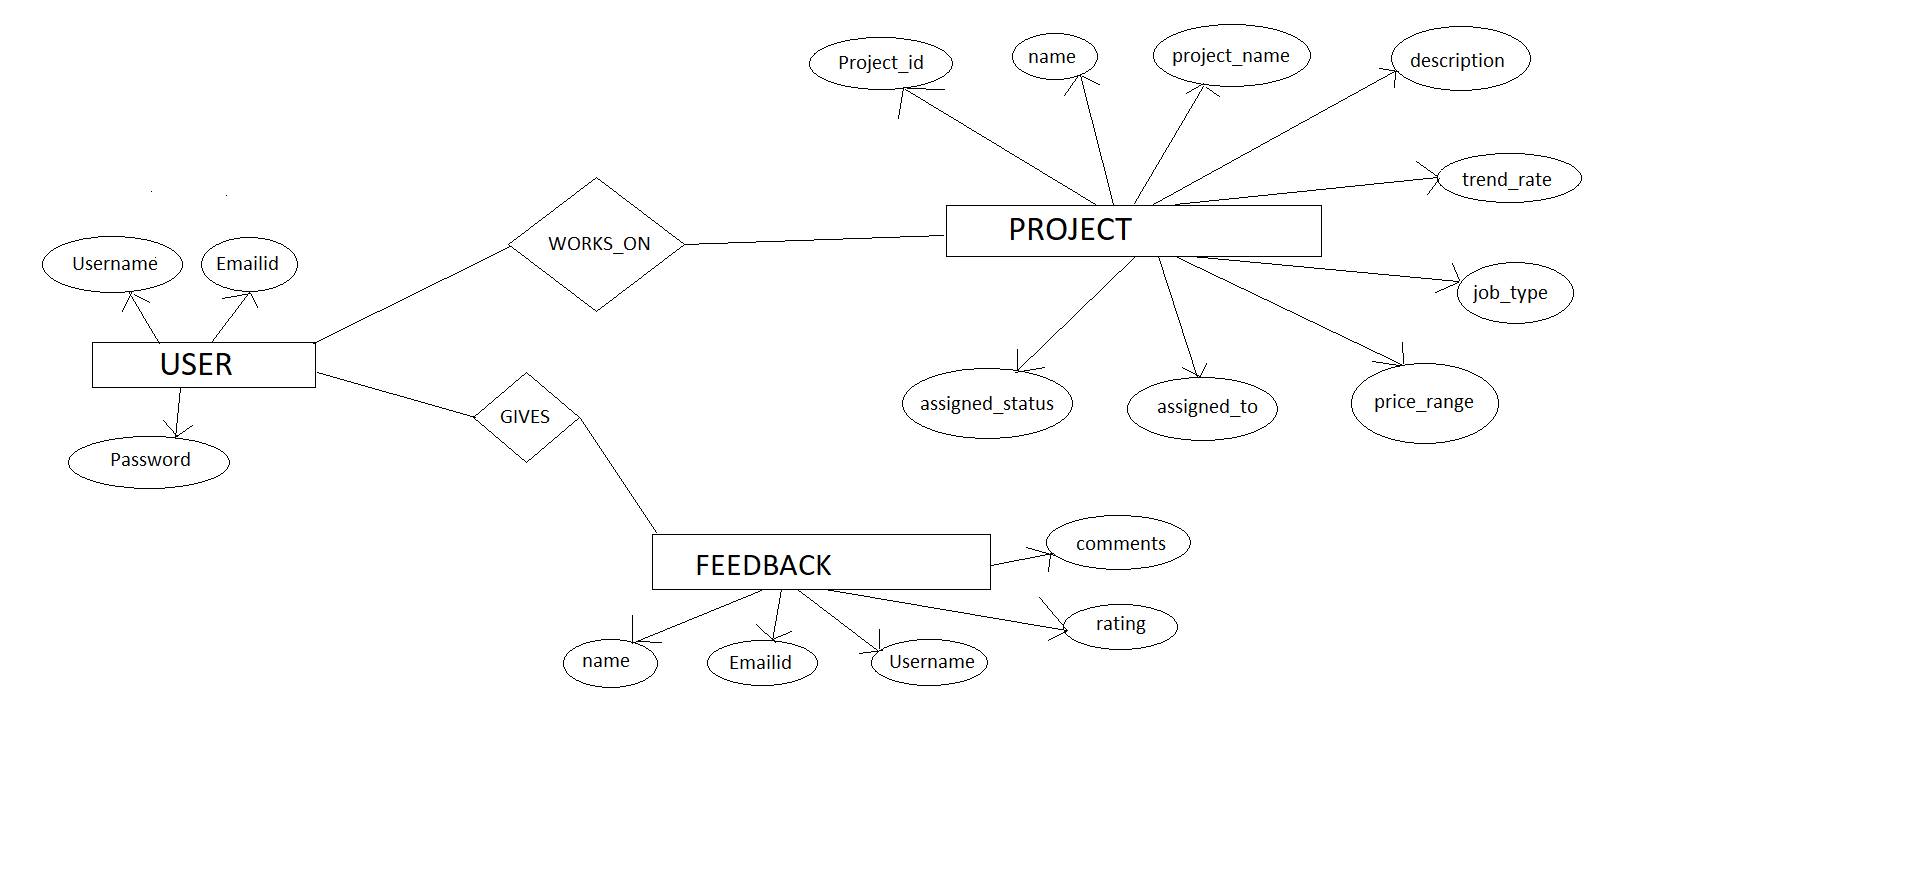 Project_id
name
project_name
description
trend_rate
PROJECT
WORKS_ON
Username
Emailid
job_type
USER
GIVES
assigned_status
assigned_to
price_range
Password
comments
FEEDBACK
rating
name
Emailid
Username